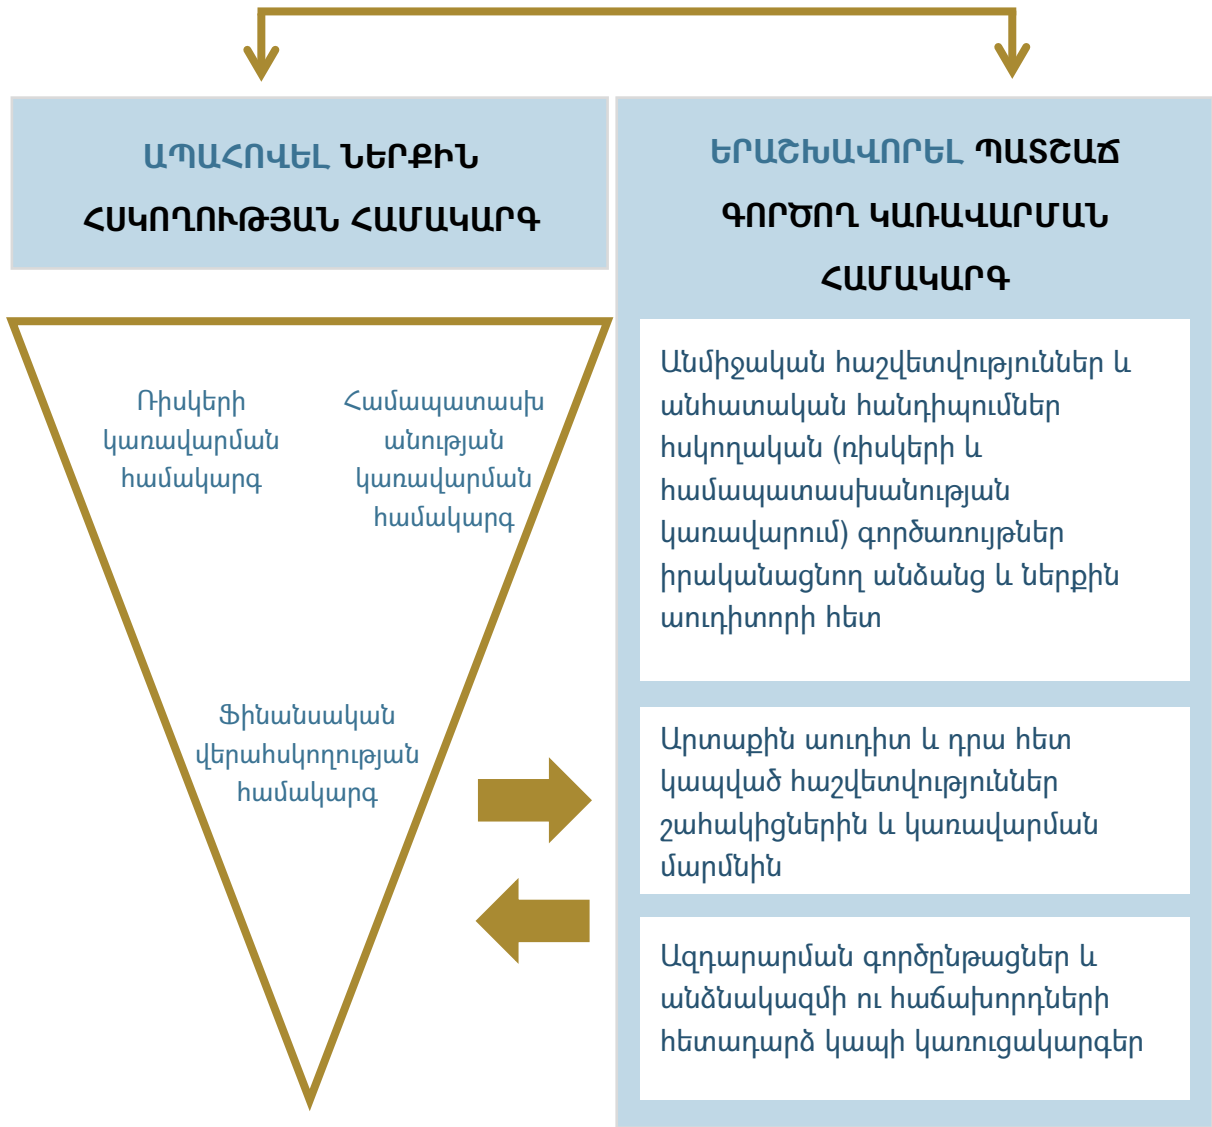 ԱՊԱՀՈՎԵԼ ՆԵՐՔԻՆ
ՀՍԿՈՂՈՒԹՅԱՆ ՀԱՄԱԿԱՐԳ
Ռիսկերի
կառավարման
համակարգ
Համապատասխ
անության
կառավարման
համակարգ
Ֆինանսական
վերահսկողության
համակարգ
ԵՐԱՇԽԱՎՈՐԵԼ ՊԱՏՇԱՃ
ԳՈՐԾՈՂ ԿԱՌԱՎԱՐՄԱՆ
ՀԱՄԱԿԱՐԳ
Անմիջական հաշվետվություններ և
անհատական հանդիպումներ
հսկողական (ռիսկերի և
համապատասխանության
կառավարում) գործառույթներ
իրականացնող անձանց և ներքին
աուդիտորի հետ
Արտաքին աուդիտ և դրա հետ
կապված հաշվետվություններ
շահակիցներին և կառավարման
մարմնին
Ազդարարման գործընթացներ և
անձնակազմի ու հաճախորդների
հետադարձ կապի կառուցակարգեր